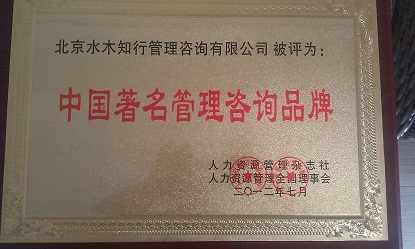 北京水木知行管理咨询有限公司 被评为：
中国著名管理咨询品牌
人力资源管理杂志社
人力资源管理全国理事会
二〇一二年七月